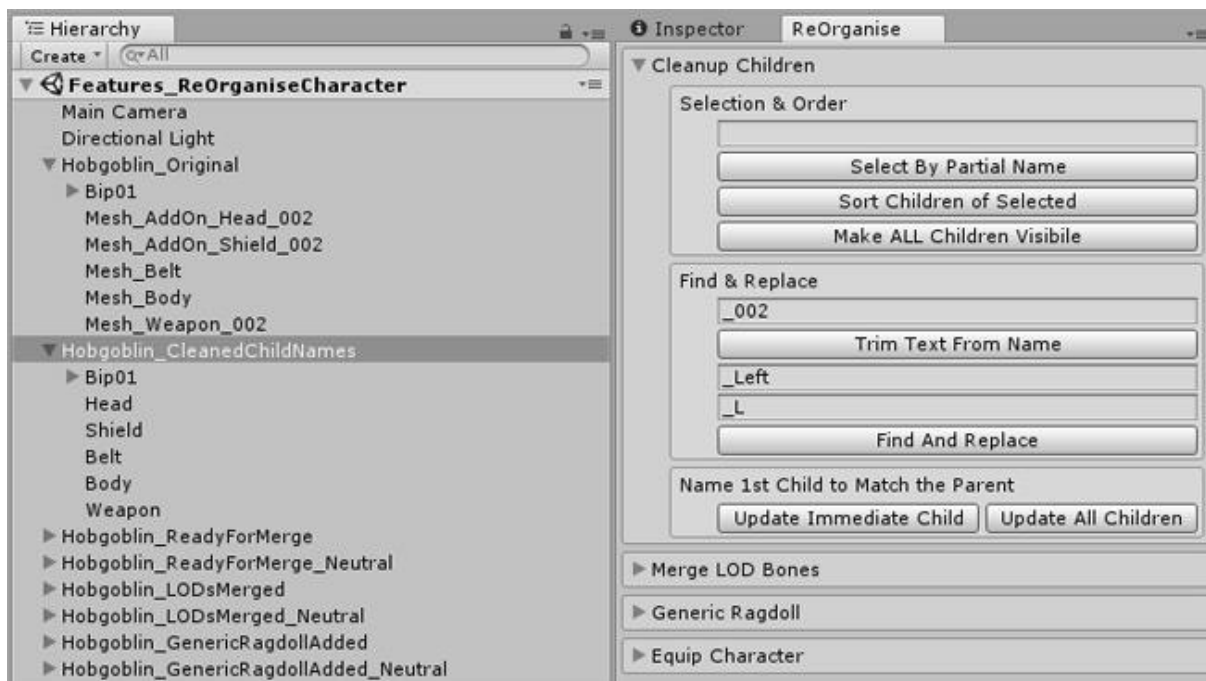 Hierarchy
Create
All
Features_ReOrganiseCharacter
Main Camera
Directional Light
Hobgoblin_Original
Bip01
Mesh_AddOn_Head_002
Mesh_AddOn_Shield_002
Mesh_Belt
Mesh_Body
Mesh_Weapon_002
Hobgoblin_CleanedChildNames
Bip01
Head
Shield
Belt
Body
Weapon
Hobgoblin_ReadyForMerge
Hobgoblin_ReadyForMerge_Neutral
Hobgoblin_LODsMerged
Hobgoblin_LODsMerged_Neutral
Hobgoblin_GenericRagdollAdded
Hobgoblin_GenericRagdollAdded_Neutral
Inspector
ReOrganise
Cleanup Children
Selection & Order
Select By Partial Name
Sort Children of Selected
Make ALL Children Visibile
Find & Replace
_002
Trim Text From Name
_Left
_L
Find And Replace
Name 1st Child to Match the Parent
Update Immediate Child
Update All Children
Merge LOD Bones
Generic Ragdoll
Equip Character